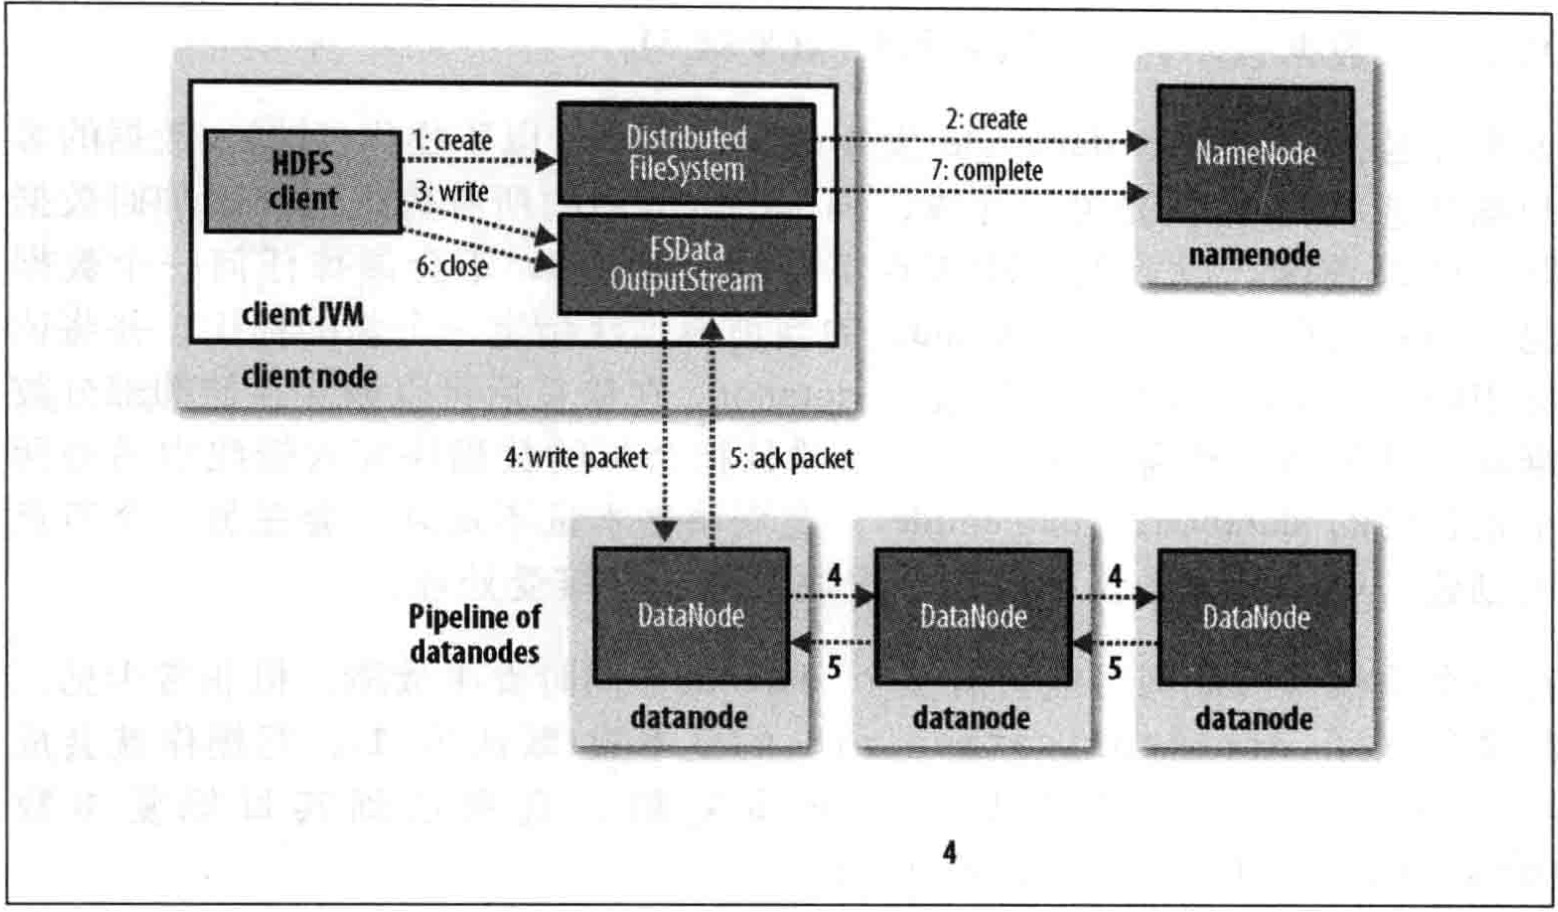 1: create
HDFS
client
3: write
6: close
Distributed
FileSystem
FSData
OutputStream
client JVM
client node
2: create
7: complete
NameNode
namenode
4: write packet
5: ack packet
Pipeline of
datanodes
DataNode
datanode
4
5
DataNode
datanode
4
5
DataNode
datanode
4